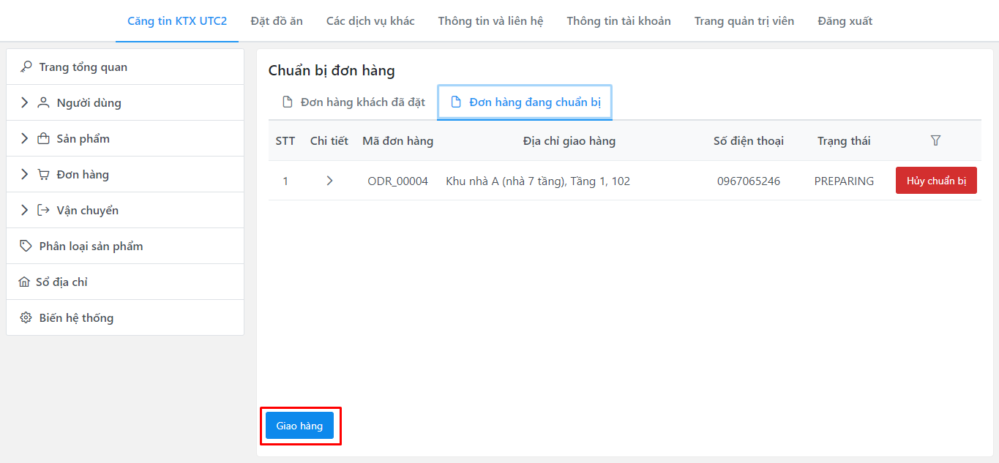 Căng tin KTX UTC2 Đặt đồ ăn Các dịch vụ khác Thông tin và liên hệ Thông tin tài khoản Trang quản trị viên Đăng xuất
Trang tổng quan
Người dùng
Sản phẩm
Đơn hàng
Vận chuyển
Phân loại sản phẩm
Sổ địa chỉ
Biến hệ thống
Chuẩn bị đơn hàng
Đơn hàng khách đã đặt Đơn hàng đang chuẩn bị
STT Chi tiết Mã đơn hàng Địa chỉ giao hàng Số điện thoại Trạng thái
1 ODR_00004 Khu nhà A (nhà 7 tầng), Tầng 1, 102 0967065246 PREPARING Hủy chuẩn bị
Giao hàng